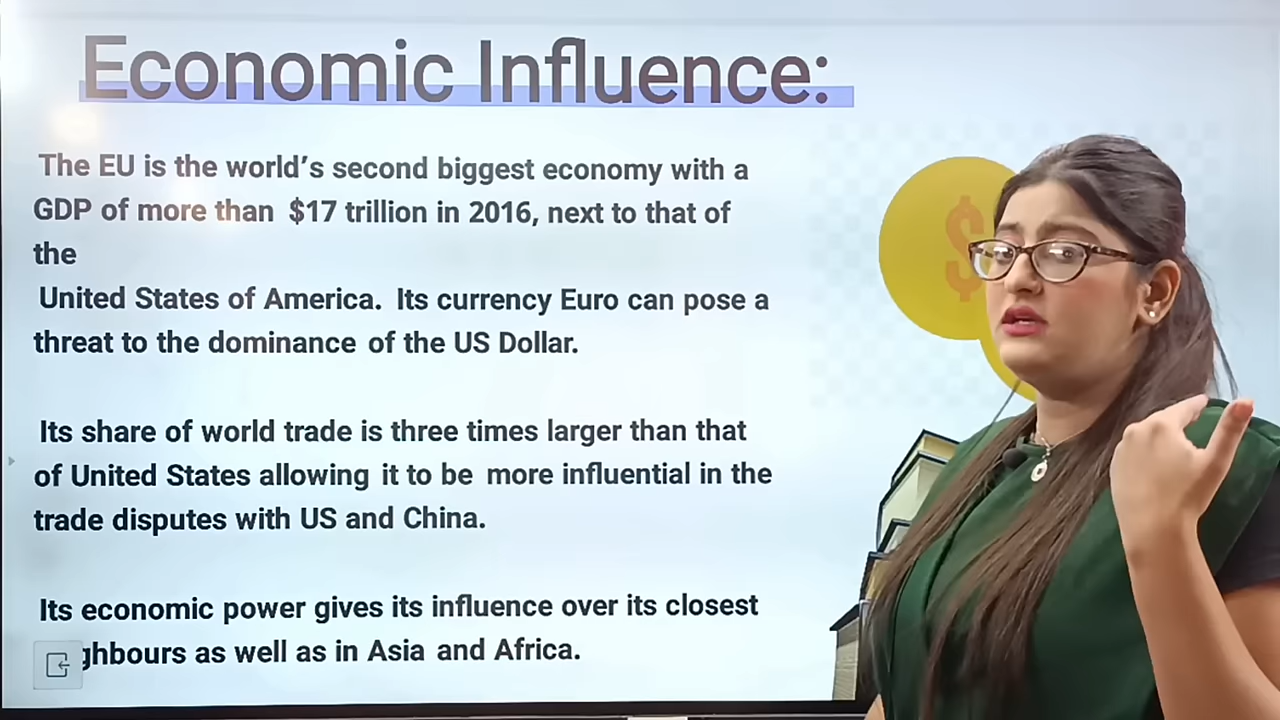 Economic Influence:
The EU is the world's second biggest economy with a
GDP of more than $17 trillion in 2016, next to that of
the
United States of America. Its currency Euro can pose a
threat to the dominance of the US Dollar.
Its share of world trade is three times larger than that
of United States allowing it to be more influential in the
trade disputes with US and China.
Its economic power gives its influence over its closest
ghbours as well as in Asia and Africa.
$